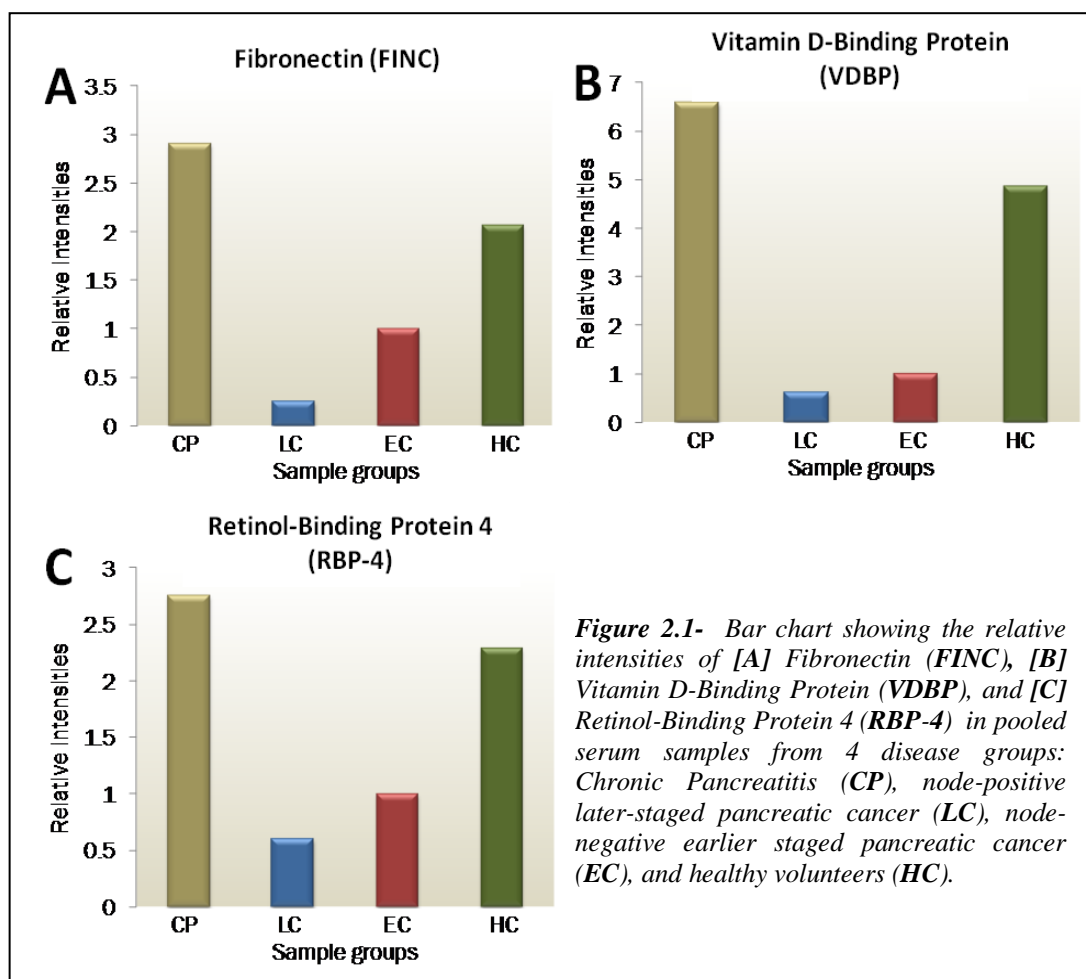 A
Fibronectin (FINC)
Relative Intensities
3.5
3
2.5
2
1.5
1
0.5
0
CP LC EC HC
Sample groups
B
Vitamin D-Binding Protein
(VDBP)
Relative Intensities
7
6
5
4
3
2
1
0
CP LC EC HC
Sample groups
C
Retinol-Binding Protein 4
(RBP-4)
Relative Intensities
3
2.5
2
1.5
1
0.5
0
CP LC EC HC
Sample groups
Figure 2.1- Bar chart showing the relative
intensities of [A] Fibronectin (FINC), [B]
Vitamin D-Binding Protein (VDBP), and [C]
Retinol-Binding Protein 4 (RBP-4) in pooled
serum samples from 4 disease groups:
Chronic Pancreatitis (CP), node-positive
later-staged pancreatic cancer (LC), node-
negative earlier staged pancreatic cancer
(EC), and healthy volunteers (HC).